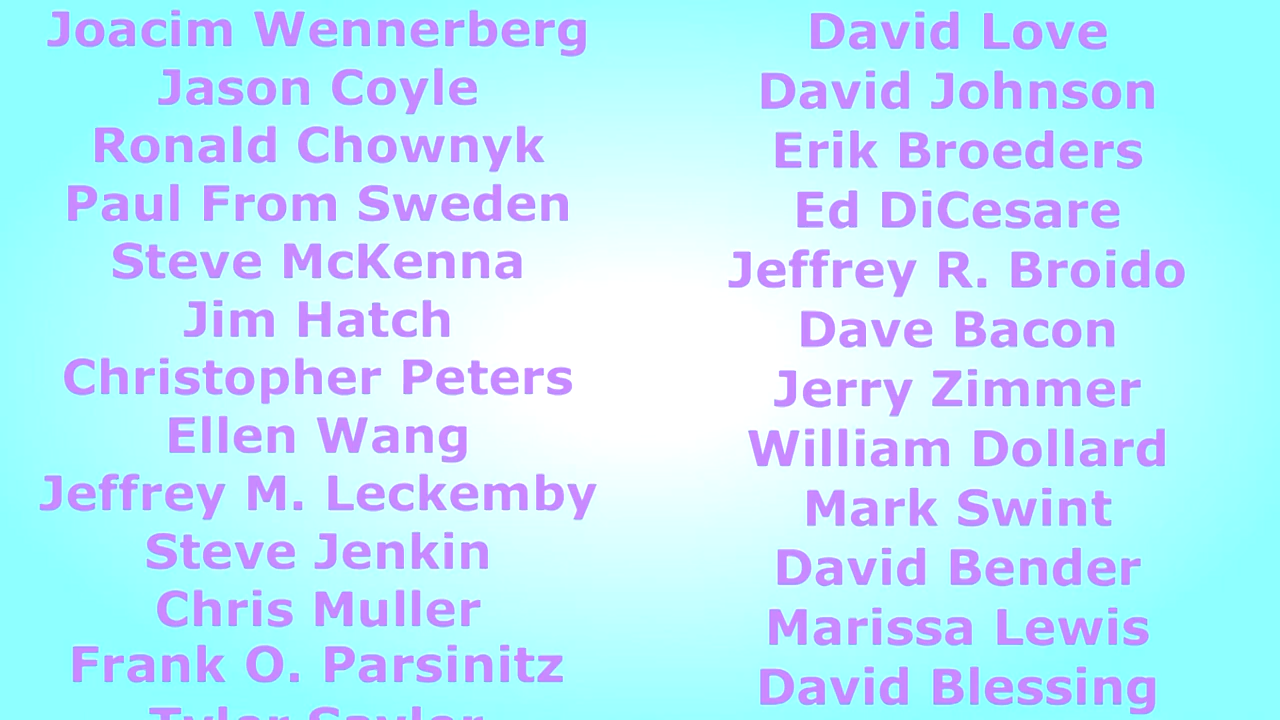 Joacim Wennerberg
Jason Coyle
Ronald Chownyk
Paul From Sweden
Steve McKenna
Jim Hatch
Christopher Peters
Ellen Wang
Jeffrey M. Leckemby
Steve Jenkin
Chris Muller
Frank O. Parsinitz
Tyler
David Love
David Johnson
Erik Broeders
Ed DiCesare
Jeffrey R. Broido
Dave Bacon
Jerry Zimmer
William Dollard
Mark Swint
David Bender
Marissa Lewis
David Blessing